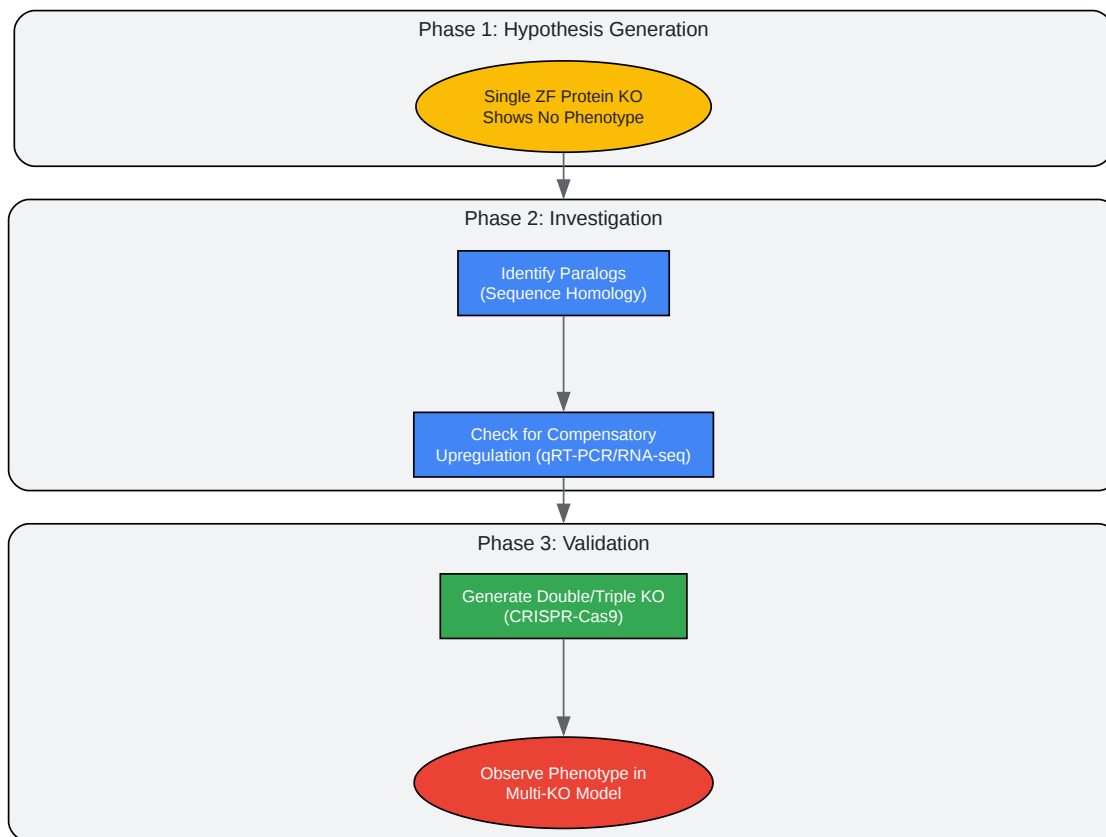 Phase 1: Hypothesis Generation
Single ZF Protein KO
Shows No Phenotype
Phase 2: Investigation
Identify Paralogs
(Sequence Homology)
Check for Compensatory
Upregulation (qRT-PCR/RNA-seq)
Phase 3: Validation
Generate Double/Triple KO
(CRISPR-Cas9)
Observe Phenotype in
Multi-KO Model